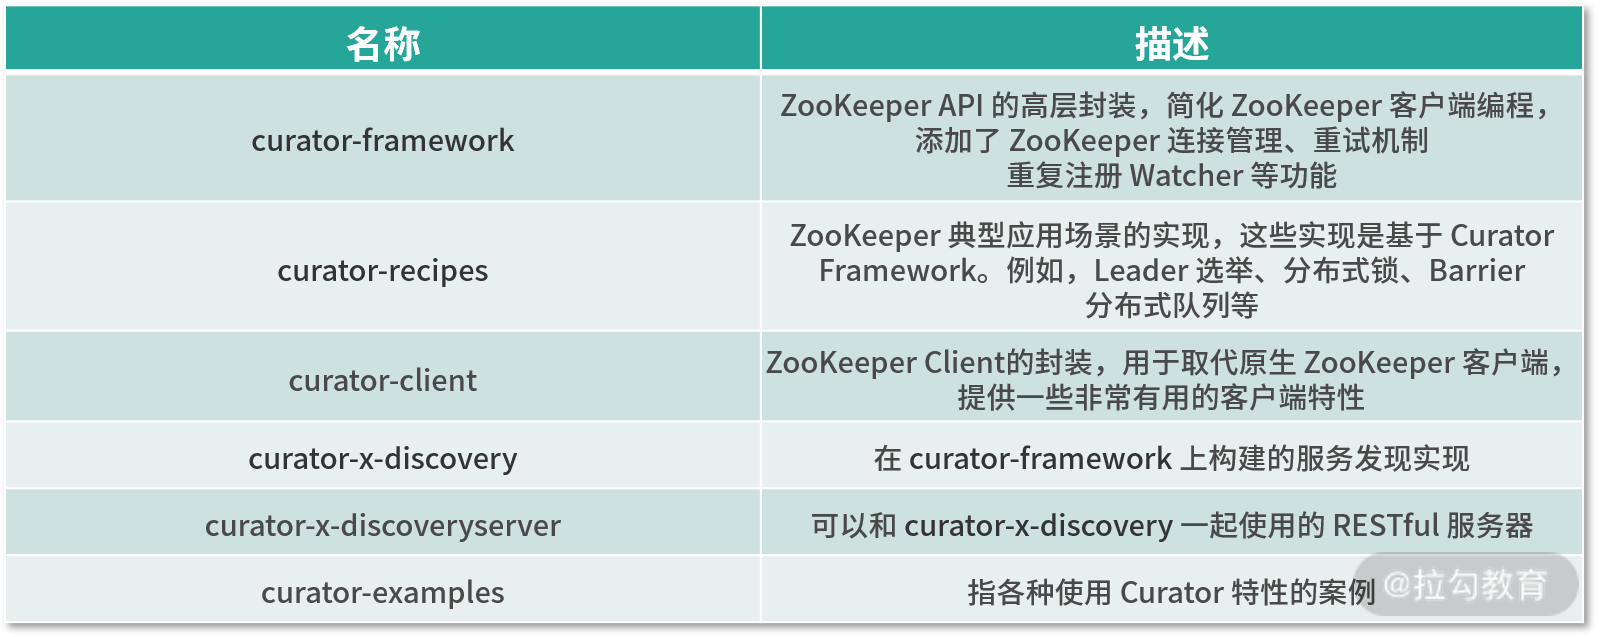 名称
描述
curator-framework
ZooKeeper API 的高层封装，简化 ZooKeeper 客户端编程，
添加了 ZooKeeper 连接管理、重试机制
重复注册 Watcher 等功能
curator-recipes
ZooKeeper 典型应用场景的实现，这些实现是基于 Curator
Framework。例如，Leader 选举、分布式锁、Barrier
分布式队列等
curator-client
ZooKeeper Client的封装，用于取代原生 ZooKeeper 客户端，
提供一些非常有用的客户端特性
curator-x-discovery
在 curator-framework 上构建的服务发现实现
curator-x-discoveryserver
可以和 curator-x-discovery 一起使用的 RESTful 服务器
curator-examples
指各种使用 Curator 特性的案例
@拉勾教育